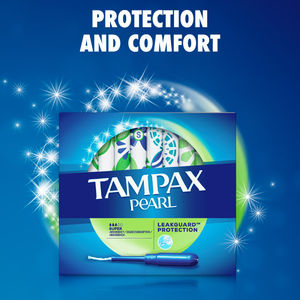 PROTECTION
AND COMFORT
S
TAMPAX
PEARL
SUPER
LEAKGUARD™
PROTECTION